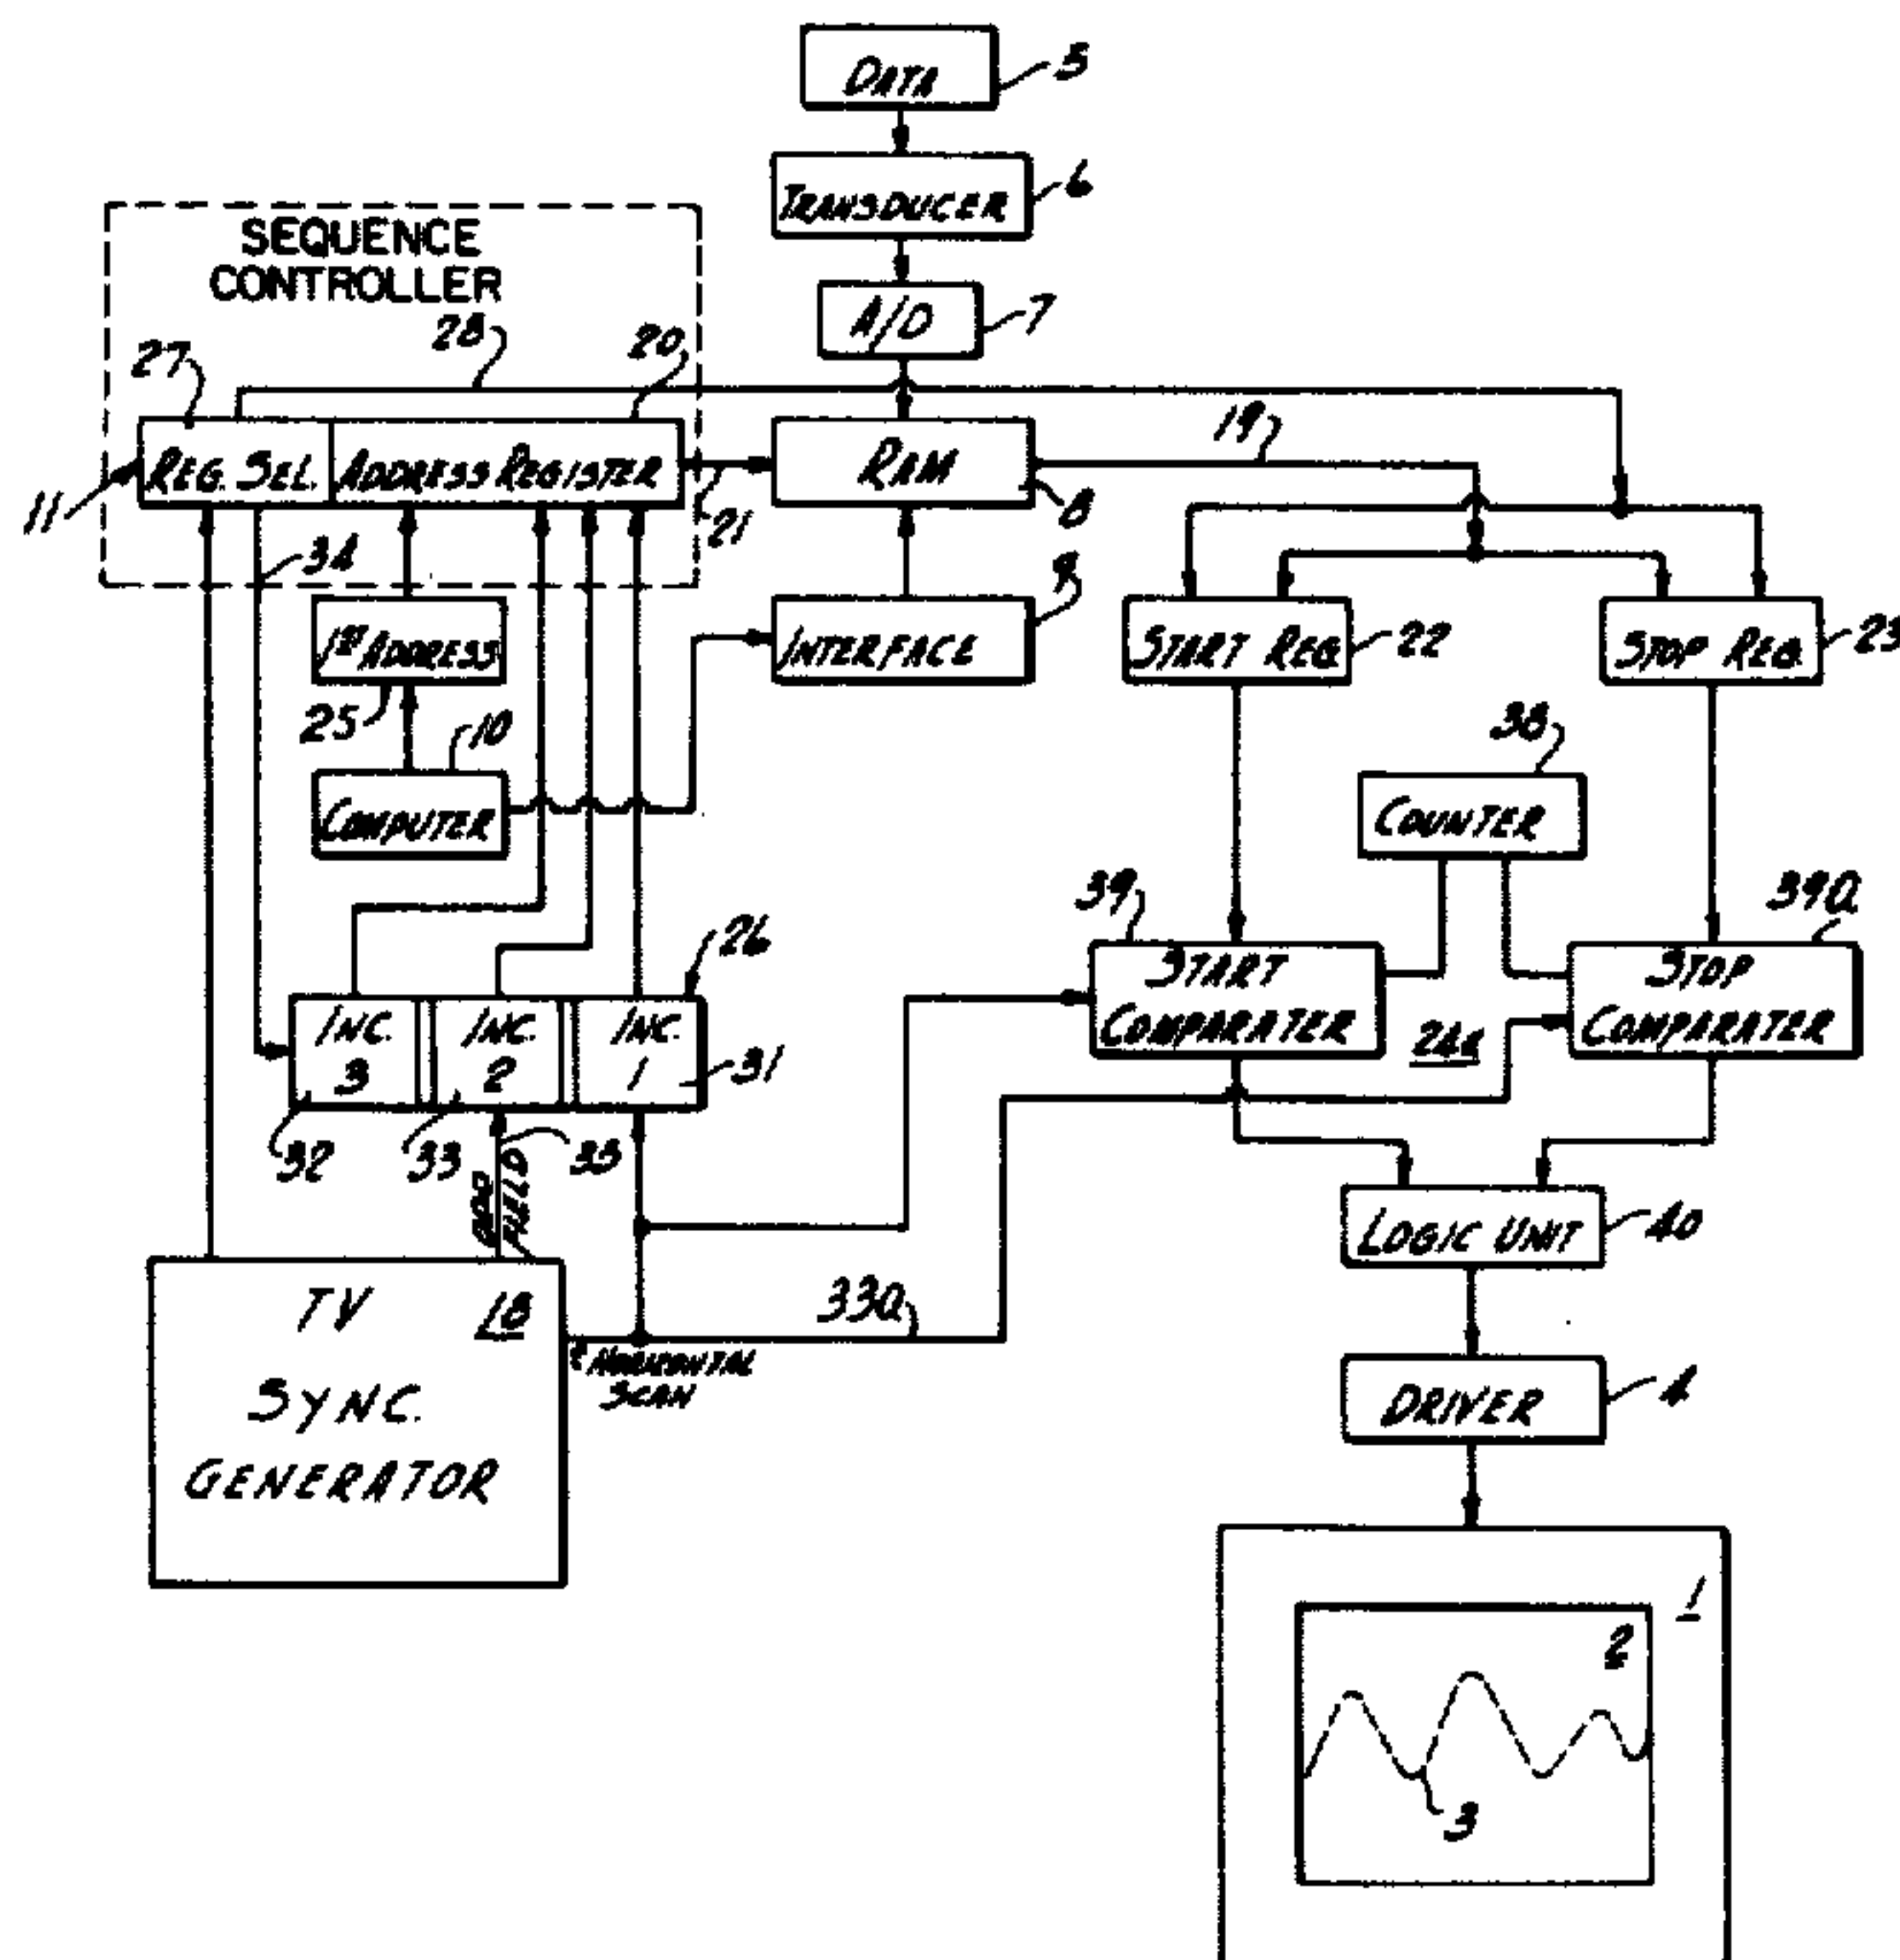 DATA
5
TRANSDUCER
6
SEQUENCE
CONTROLLER
A/D
7
27
28
20
19
REG. SEL.
ADDRESS REGISTER
RAM
11
21
8
34
9
1ST ADDRESS
INTERFACE
START REG
22
STOP REG.
23
25
10
38
COMPUTER
COUNTER
39
39a
26
START
COMPARATER
STOP
COMPARATER
24a
INC.
3
INC.
2
INC.
1
31
32
33
35
FIELD
LOGIC UNIT
40
TV
18
SYNC.
GENERATOR
33a
HORIZONTAL
SCAN
DRIVER
4
1
2
3